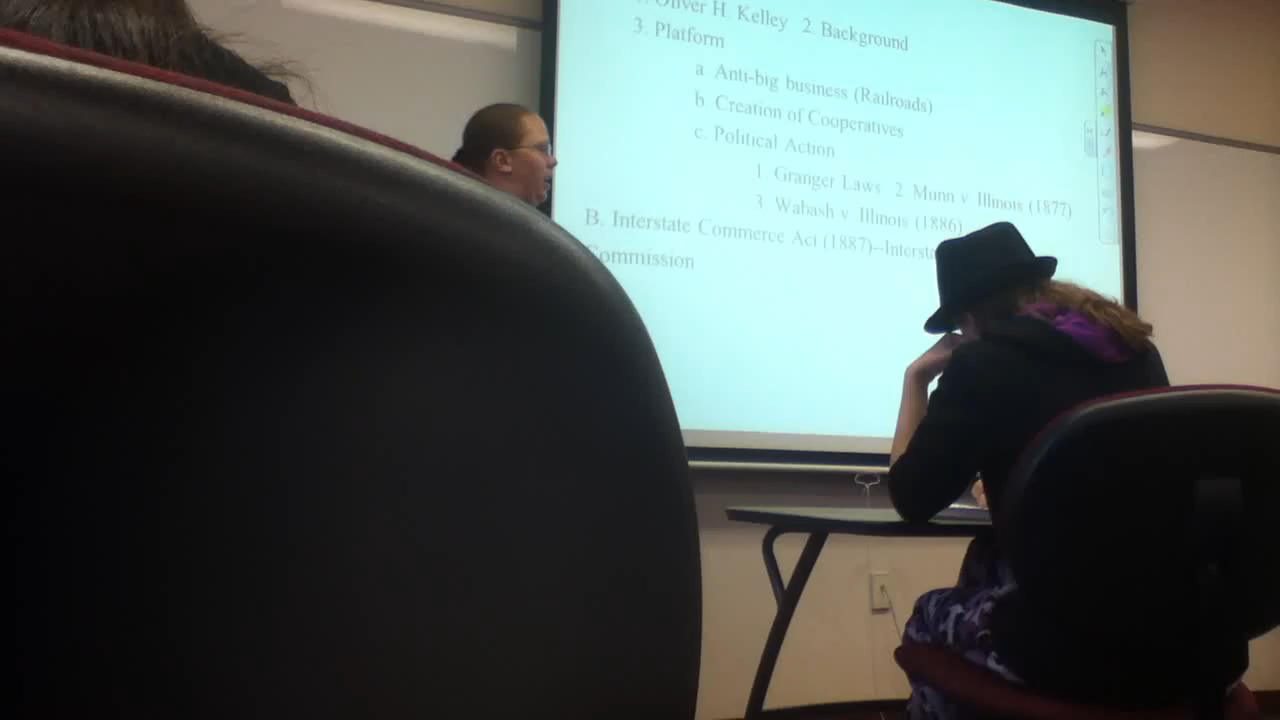 Oliver H. Kelley 2. Background
3. Platform
a. Anti-big business (Railroads)
b. Creation of Cooperatives
c. Political Action
1. Granger Laws 2. Munn v. Illinois (1877)
3. Wabash v. Illinois (1886)
B. Interstate Commerce Act (1887)--Interst
Commission